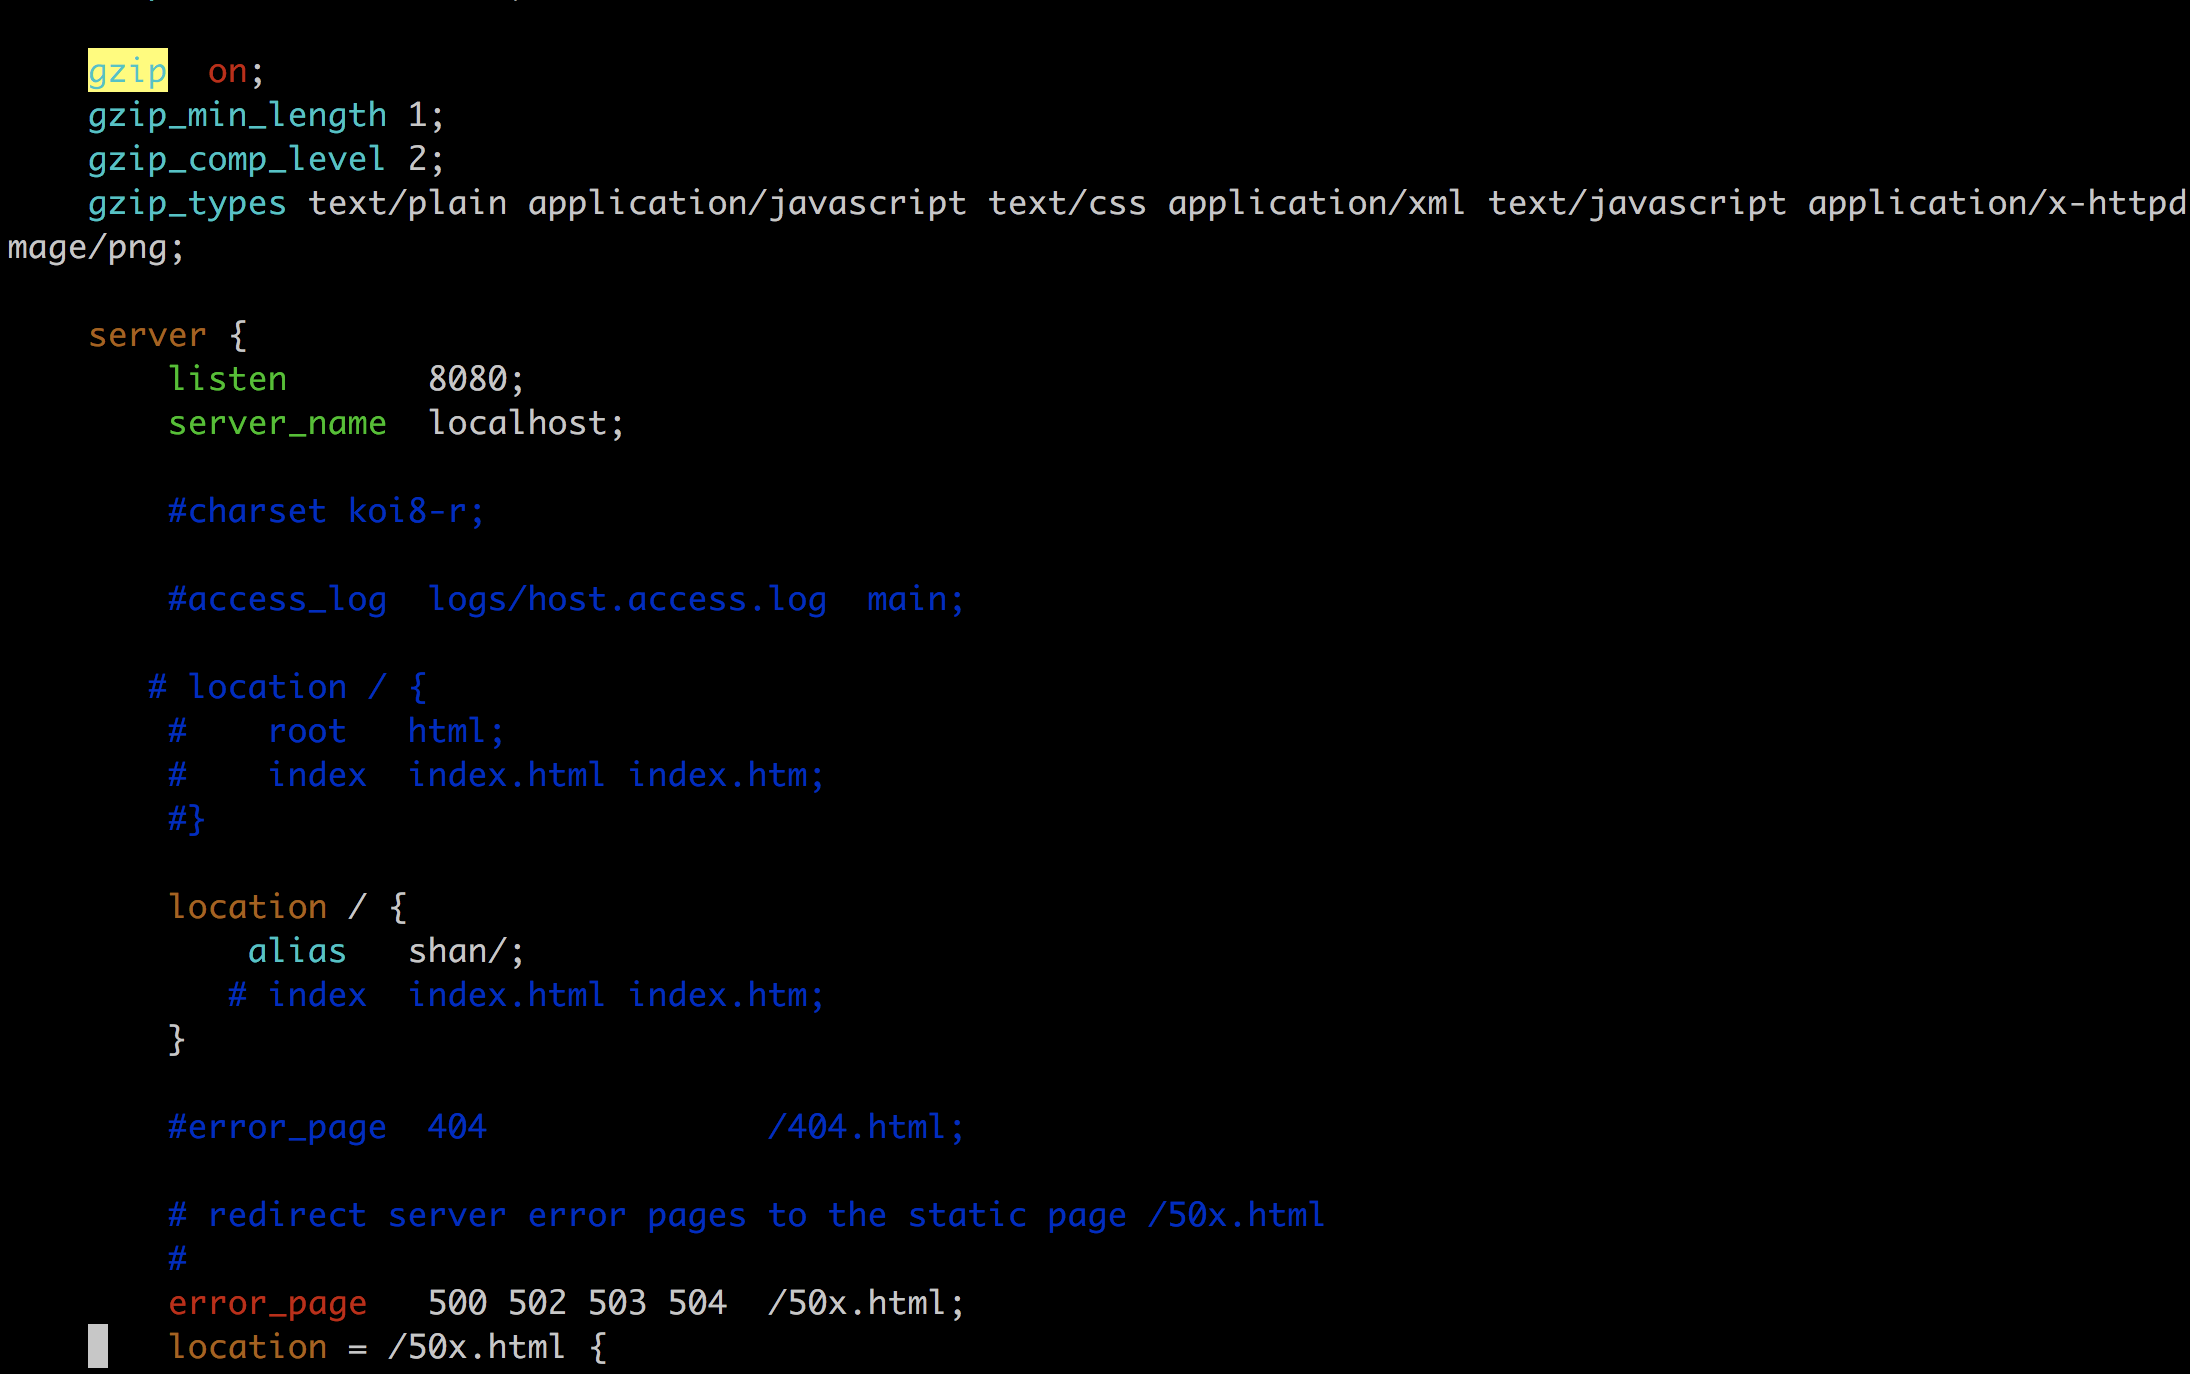 gzip  on;
gzip_min_length 1;
gzip_comp_level 2;
gzip_types text/plain application/javascript text/css application/xml text/javascript application/x-httpd
mage/png;
server {
listen       8080;
server_name  localhost;
#charset koi8-r;
#access_log  logs/host.access.log  main;
# location / {
#    root   html;
#    index  index.html index.htm;
#}
location / {
alias   shan/;
# index  index.html index.htm;
}
#error_page  404              /404.html;
# redirect server error pages to the static page /50x.html
#
error_page   500 502 503 504  /50x.html;
location = /50x.html {